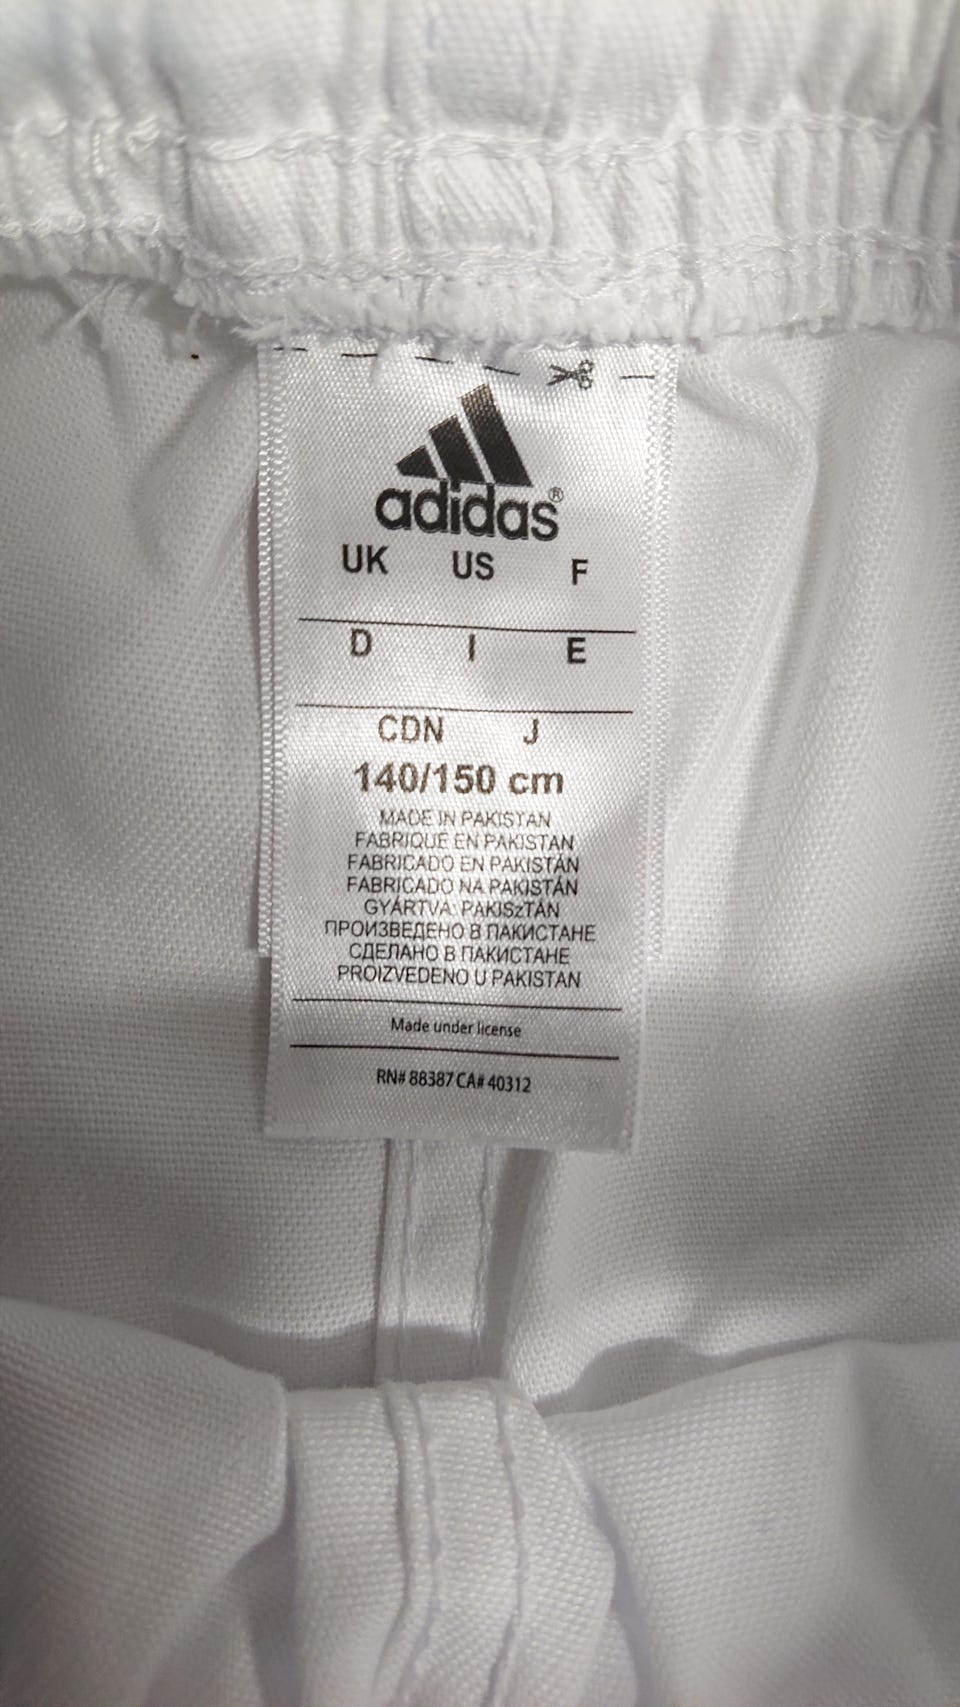 adidas®
UK US F
D I E
CDN J
140/150 cm
MADE IN PAKISTAN
FABRIQUÉ EN PAKISTAN
FABRICADO EN PAKISTÁN
FABRICADO NA PAKISTÁN
GYÁRTVA: PAKISzTÁN
ПРОИЗВЕДЕНО В ПАКИСТАНЕ
СДЕЛАНО В ПАКИСТАНЕ
PROIZVEDENO U PAKISTAN
Made under license
RN# 88387 CA# 40312